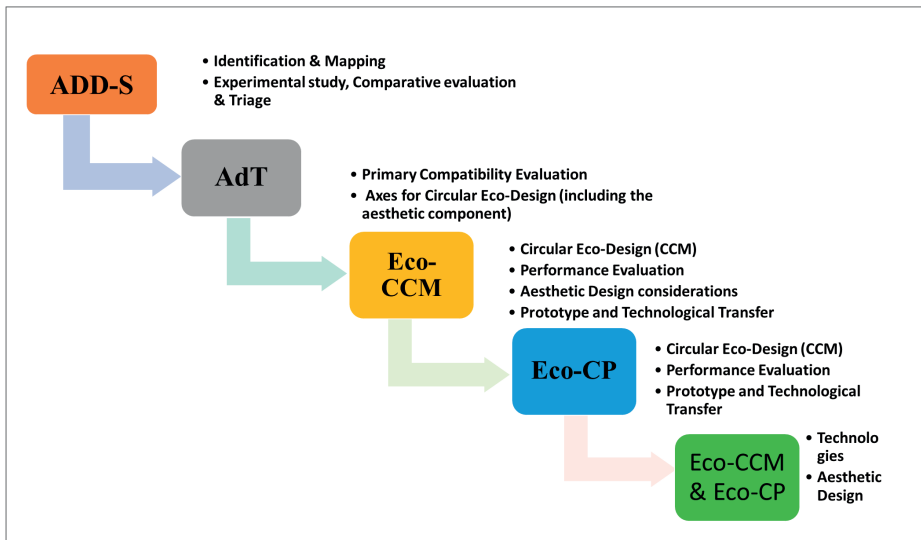 ADD-S
• Identification & Mapping
• Experimental study, Comparative evaluation
& Triage
AdT
• Primary Compatibility Evaluation
• Axes for Circular Eco-Design (including the
aesthetic component)
Eco-
CCM
• Circular Eco-Design (CCM)
• Performance Evaluation
• Aesthetic Design considerations
• Prototype and Technological Transfer
Eco-CP
• Circular Eco-Design (CCM)
• Performance Evaluation
• Prototype and Technological
Transfer
Eco-CCM
& Eco-CP
• Technolo
gies
• Aesthetic
Design